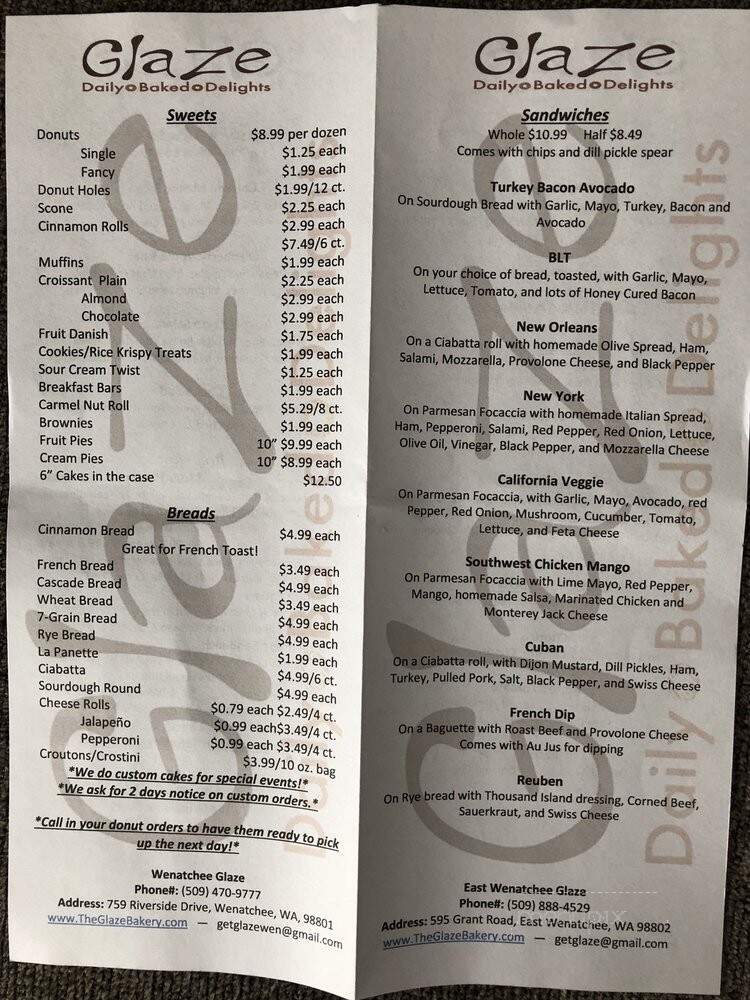 Glaze
Daily Baked Delights
Sweets
Donuts $8.99 per dozen
Single $1.25 each
Fancy $1.99 each
Donut Holes $1.99/12 ct.
Scone $2.25 each
Cinnamon Rolls $2.99 each
$7.49/6 ct.
Muffins $1.99 each
Croissant Plain $2.25 each
Almond $2.99 each
Chocolate $2.99 each
Fruit Danish $1.75 each
Cookies/Rice Krispy Treats $1.99 each
Sour Cream Twist $1.25 each
Breakfast Bars $1.99 each
Carmel Nut Roll $5.29/8 ct.
Brownies $1.99 each
Fruit Pies 10” $9.99 each
Cream Pies 10” $8.99 each
6” Cakes in the case $12.50
Breads
Cinnamon Bread $4.99 each
Great for French Toast!
French Bread $3.49 each
Cascade Bread $4.99 each
Wheat Bread $3.49 each
7-Grain Bread $4.99 each
Rye Bread $4.99 each
La Panette $1.99 each
Ciabatta $4.99/6 ct.
Sourdough Round $4.99 each
Cheese Rolls $0.79 each $2.49/4 ct.
Jalapeño $0.99 each$3.49/4 ct.
Pepperoni $0.99 each $3.49/4 ct.
Croutons/Crostini $3.99/10 oz. bag
*We do custom cakes for special events!*
*We ask for 2 days notice on custom orders.*
*Call in your donut orders to have them ready to pick
up the next day!*
Wenatchee Glaze
Phone#: (509) 470-9777
Address: 759 Riverside Drive, Wenatchee, WA, 98801
www.TheGlazeBakery.com — getglazewen@gmail.com
Glaze
Daily Baked Delights
Sandwiches
Whole $10.99 Half $8.49
Comes with chips and dill pickle spear
Turkey Bacon Avocado
On Sourdough Bread with Garlic, Mayo, Turkey, Bacon and
Avocado
BLT
On your choice of bread, toasted, with Garlic, Mayo,
Lettuce, Tomato, and lots of Honey Cured Bacon
New Orleans
On a Ciabatta roll with homemade Olive Spread, Ham,
Salami, Mozzarella, Provolone Cheese, and Black Pepper
New York
On Parmesan Focaccia with homemade Italian Spread,
Ham, Pepperoni, Salami, Red Pepper, Red Onion, Lettuce,
Olive Oil, Vinegar, Black Pepper, and Mozzarella Cheese
California Veggie
On Parmesan Focaccia, with Garlic, Mayo, Avocado, red
Pepper, Red Onion, Mushroom, Cucumber, Tomato,
Lettuce, and Feta Cheese
Southwest Chicken Mango
On Parmesan Focaccia with Lime Mayo, Red Pepper,
Mango, homemade Salsa, Marinated Chicken and
Monterey Jack Cheese
Cuban
On a Ciabatta roll, with Dijon Mustard, Dill Pickles, Ham,
Turkey, Pulled Pork, Salt, Black Pepper, and Swiss Cheese
French Dip
On a Baguette with Roast Beef and Provolone Cheese
Comes with Au Jus for dipping
Reuben
On Rye bread with Thousand Island dressing, Corned Beef,
Sauerkraut, and Swiss Cheese
East Wenatchee Glaze
Phone#: (509) 888-4529
Address: 595 Grant Road, East Wenatchee, WA 98802
www.TheGlazeBakery.com — getglaze@gmail.com
Glaze
Daily Baked Delights
Glaze
Daily Baked Delights